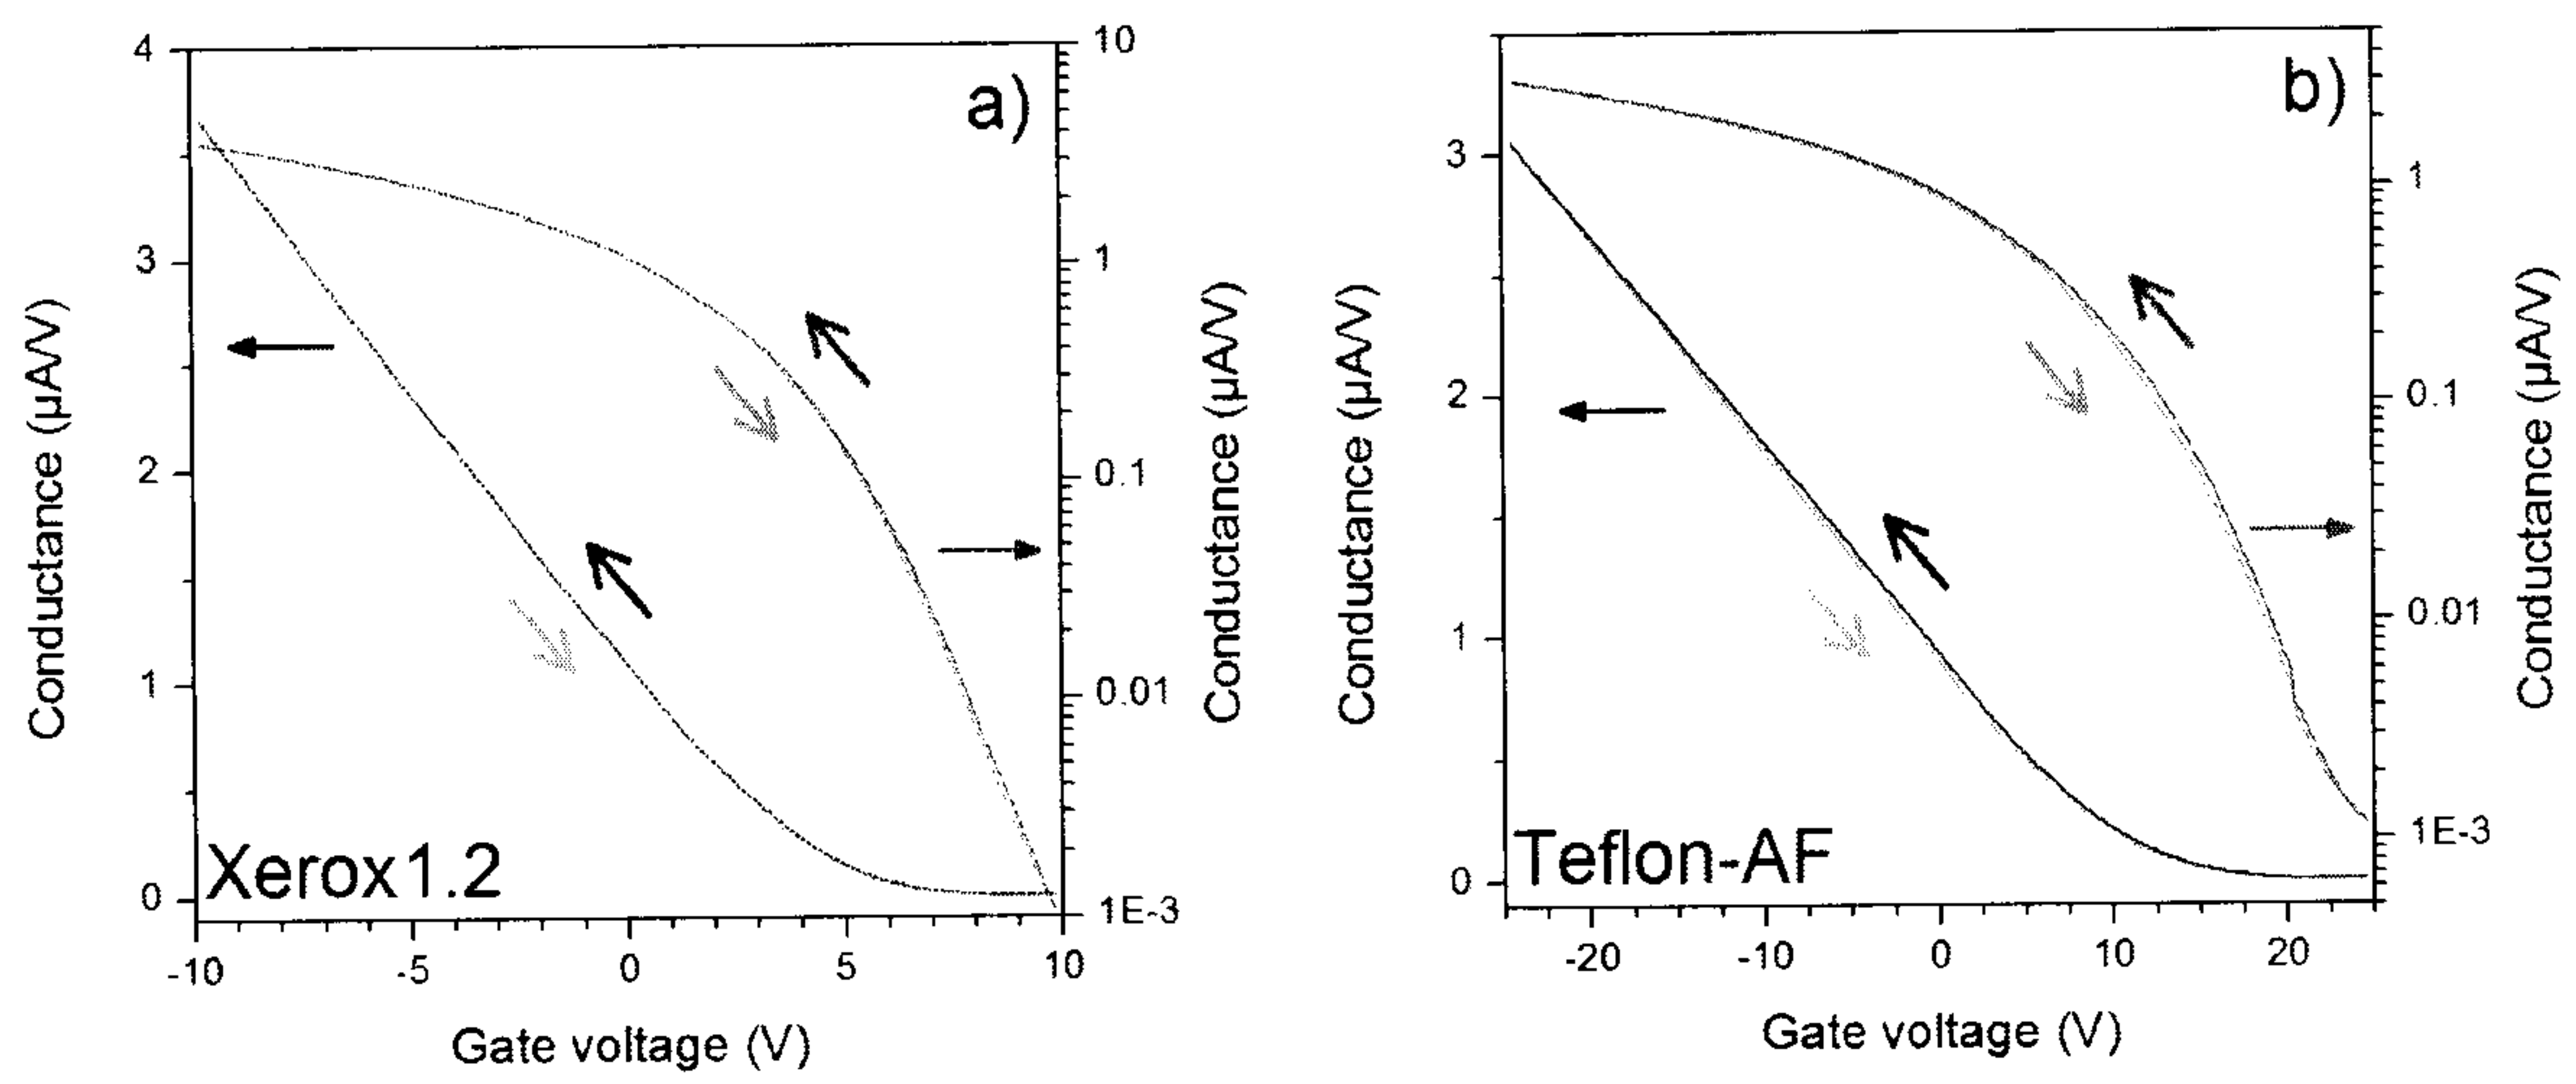 a)
4
3
2
1
0
10
1
0.1
0.01
1E-3
-10
-5
0
5
10
Conductance (µA/V)
Conductance (µA/V)
Gate voltage (V)
Xerox1.2
b)
3
2
1
0
1
0.1
0.01
1E-3
-20
-10
0
10
20
Conductance (µA/V)
Conductance (µA/V)
Gate voltage (V)
Teflon-AF